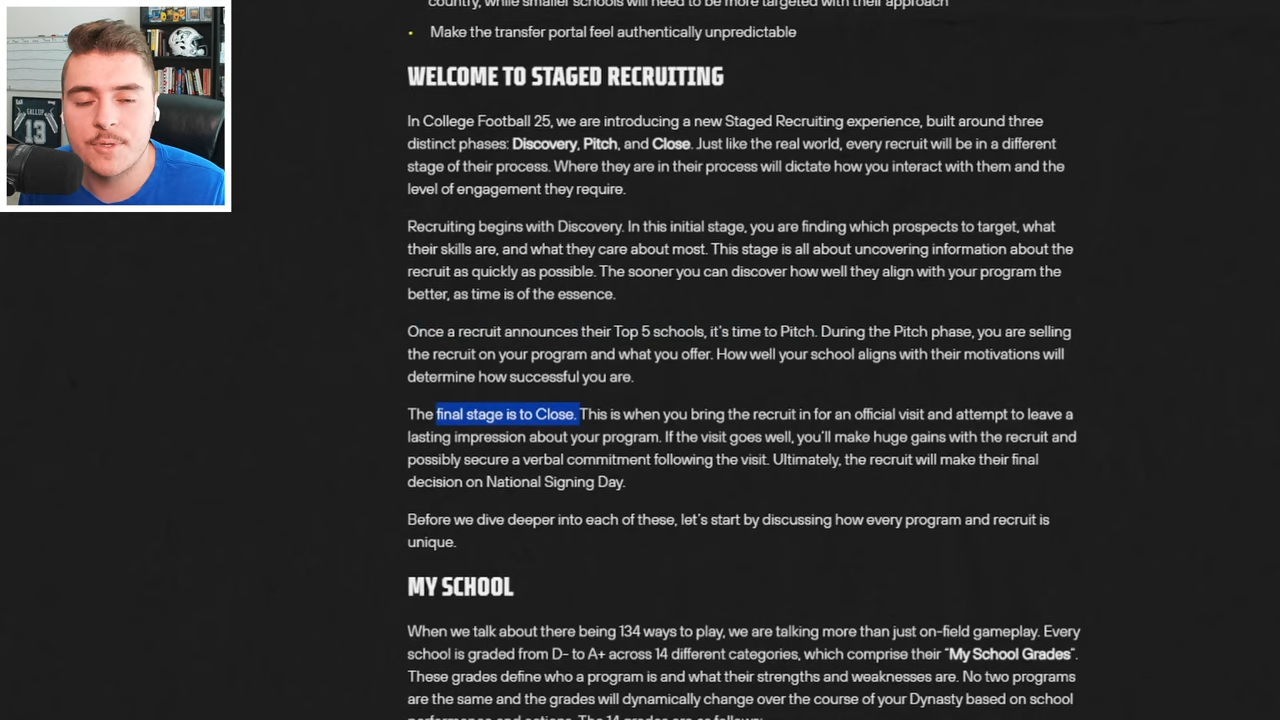 country, while smaller schools will need to be more targeted with their approach
• Make the transfer portal feel authentically unpredictable
WELCOME TO STAGED RECRUITING
In College Football 25, we are introducing a new Staged Recruiting experience, built around three
distinct phases: Discovery, Pitch, and Close. Just like the real world, every recruit will be in a different
stage of their process. Where they are in their process will dictate how you interact with them and the
level of engagement they require.
Recruiting begins with Discovery. In this initial stage, you are finding which prospects to target, what
their skills are, and what they care about most. This stage is all about uncovering information about the
recruit as quickly as possible. The sooner you can discover how well they align with your program the
better, as time is of the essence.
Once a recruit announces their Top 5 schools, it's time to Pitch. During the Pitch phase, you are selling
the recruit on your program and what you offer. How well your school aligns with their motivations will
determine how successful you are.
The final stage is to Close. This is when you bring the recruit in for an official visit and attempt to leave a
lasting impression about your program. If the visit goes well, you'll make huge gains with the recruit and
possibly secure a verbal commitment following the visit. Ultimately, the recruit will make their final
decision on National Signing Day.
Before we dive deeper into each of these, let's start by discussing how every program and recruit is
unique.
MY SCHOOL
When we talk about there being 134 ways to play, we are talking more than just on-field gameplay. Every
school is graded from D- to A+ across 14 different categories, which comprise their "My School Grades".
These grades define who a program is and what their strengths and weaknesses are. No two programs
are the same and the grades will dynamically change over the course of your Dynasty based on school
performance and actions. The 14 grades are as follows:
GALLUP
13